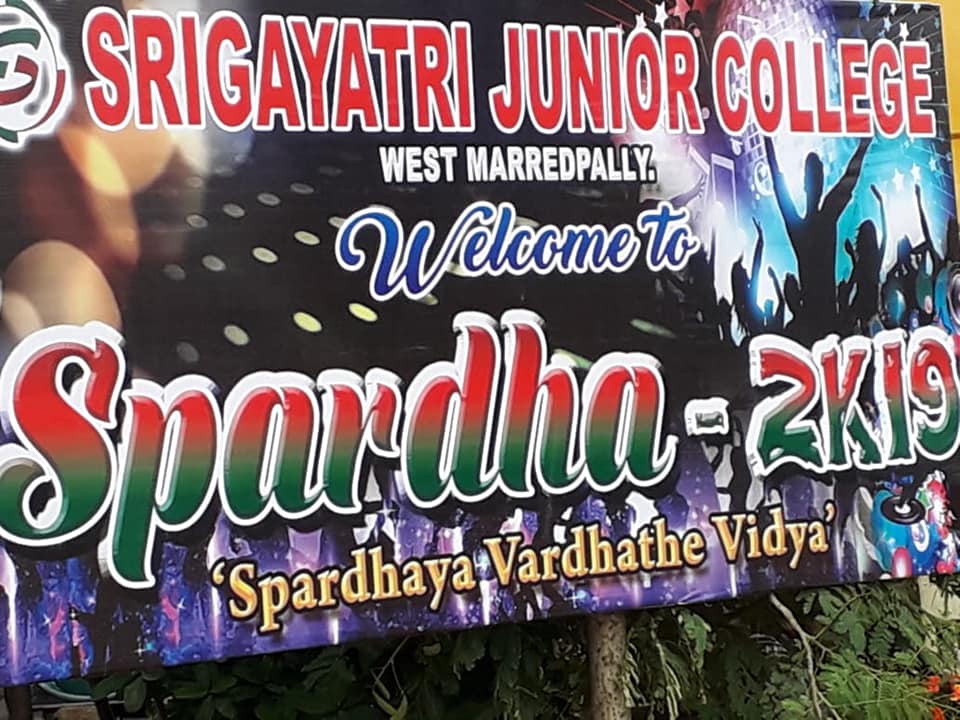 SRIGAYATRI JUNIOR COLLEGE
WEST MARREDPALLY.
Welcome to
Spardha - 2K19
‘Spardhaya Vardhathe Vidya’